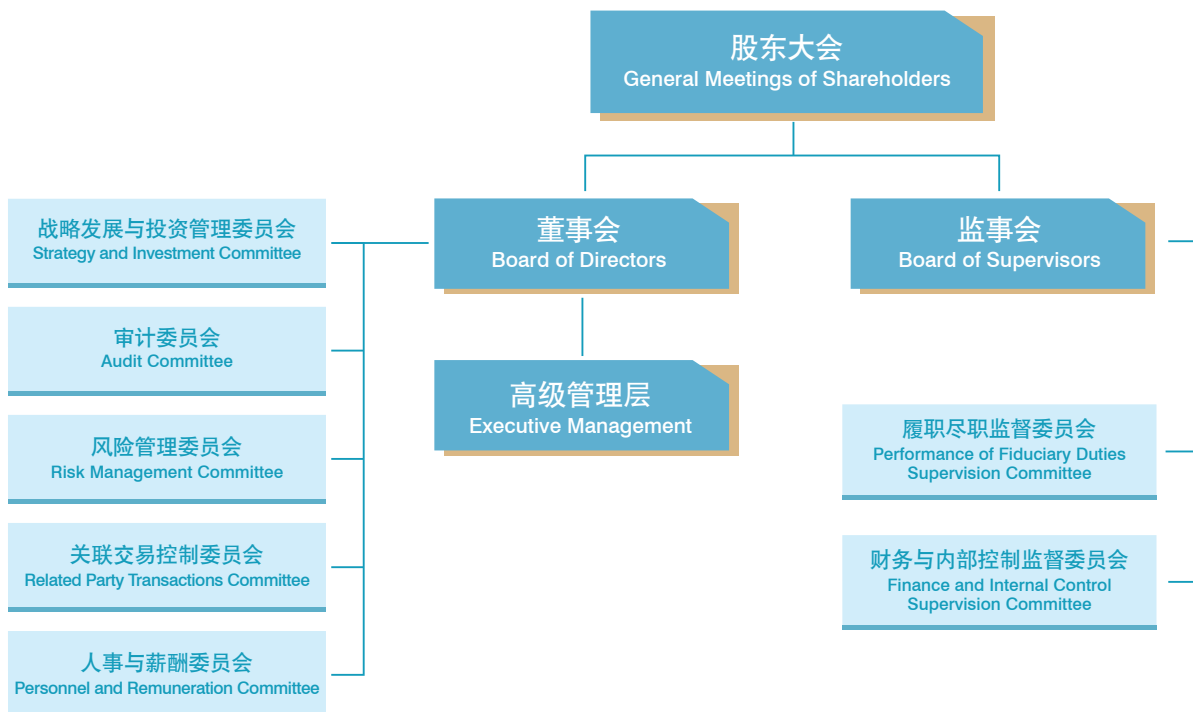 股东大会
General Meetings of Shareholders
董事会
Board of Directors
监事会
Board of Supervisors
高级管理层
Executive Management
战略发展与投资管理委员会
Strategy and Investment Committee
审计委员会
Audit Committee
风险管理委员会
Risk Management Committee
关联交易控制委员会
Related Party Transactions Committee
人事与薪酬委员会
Personnel and Remuneration Committee
履职尽职监督委员会
Performance of Fiduciary Duties
Supervision Committee
财务与内部控制监督委员会
Finance and Internal Control
Supervision Committee